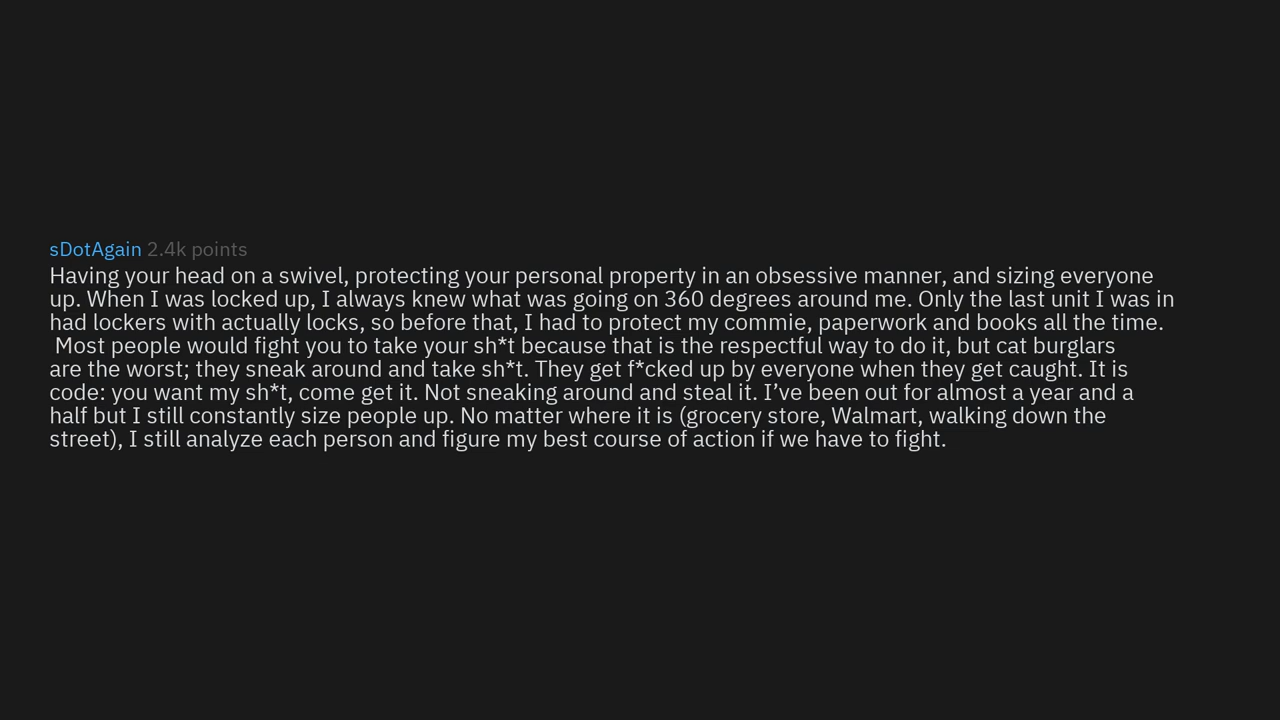 sDotAgain 2.4k points
Having your head on a swivel, protecting your personal property in an obsessive manner, and sizing everyone
up. When I was locked up, I always knew what was going on 360 degrees around me. Only the last unit I was in
had lockers with actually locks, so before that, I had to protect my commie, paperwork and books all the time.
Most people would fight you to take your sh*t because that is the respectful way to do it, but cat burglars
are the worst; they sneak around and take sh*t. They get f*cked up by everyone when they get caught. It is
code: you want my sh*t, come get it. Not sneaking around and steal it. I’ve been out for almost a year and a
half but I still constantly size people up. No matter where it is (grocery store, Walmart, walking down the
street), I still analyze each person and figure my best course of action if we have to fight.